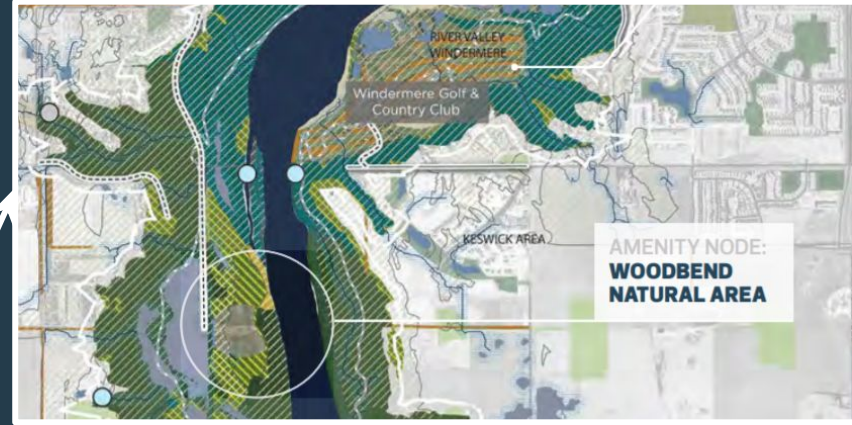 RIVER VALLEY
WINDERMERE
Windermere Golf &
Country Club
KESWICK AREA
AMENITY NODE:
WOODBEND
NATURAL AREA